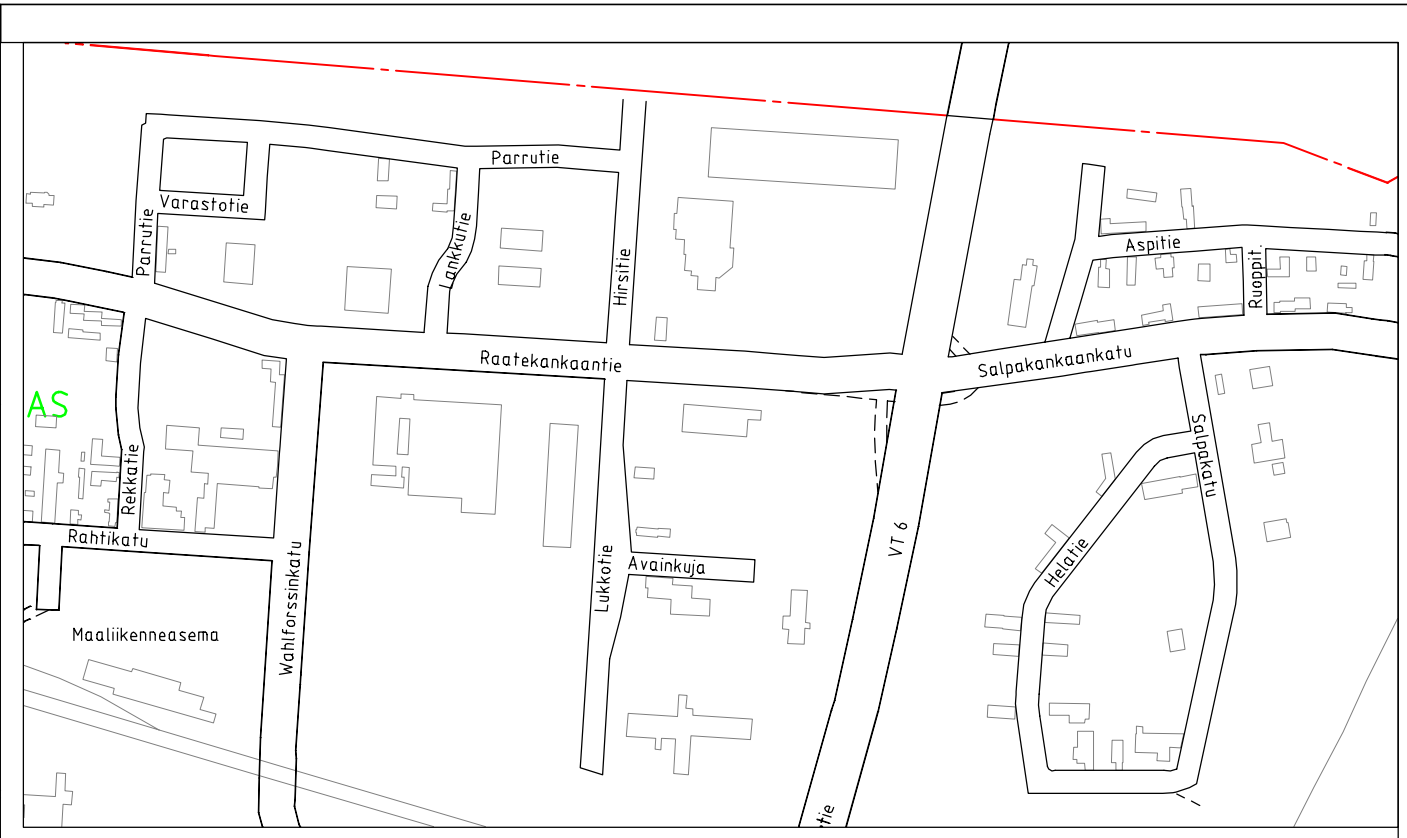 Parrutie
Varastotie
Parrutie
Lankkutie
Hirsitie
Aspitie
Ruoppit.
Raatekankaantie
Salpakankaankatu
AS
Rekkatie
Salpakatu
Rahtikatu
VT 6
Wahlforssinkatu
Lukkotie
Avainkuja
Helatie
Maaliikenneasema